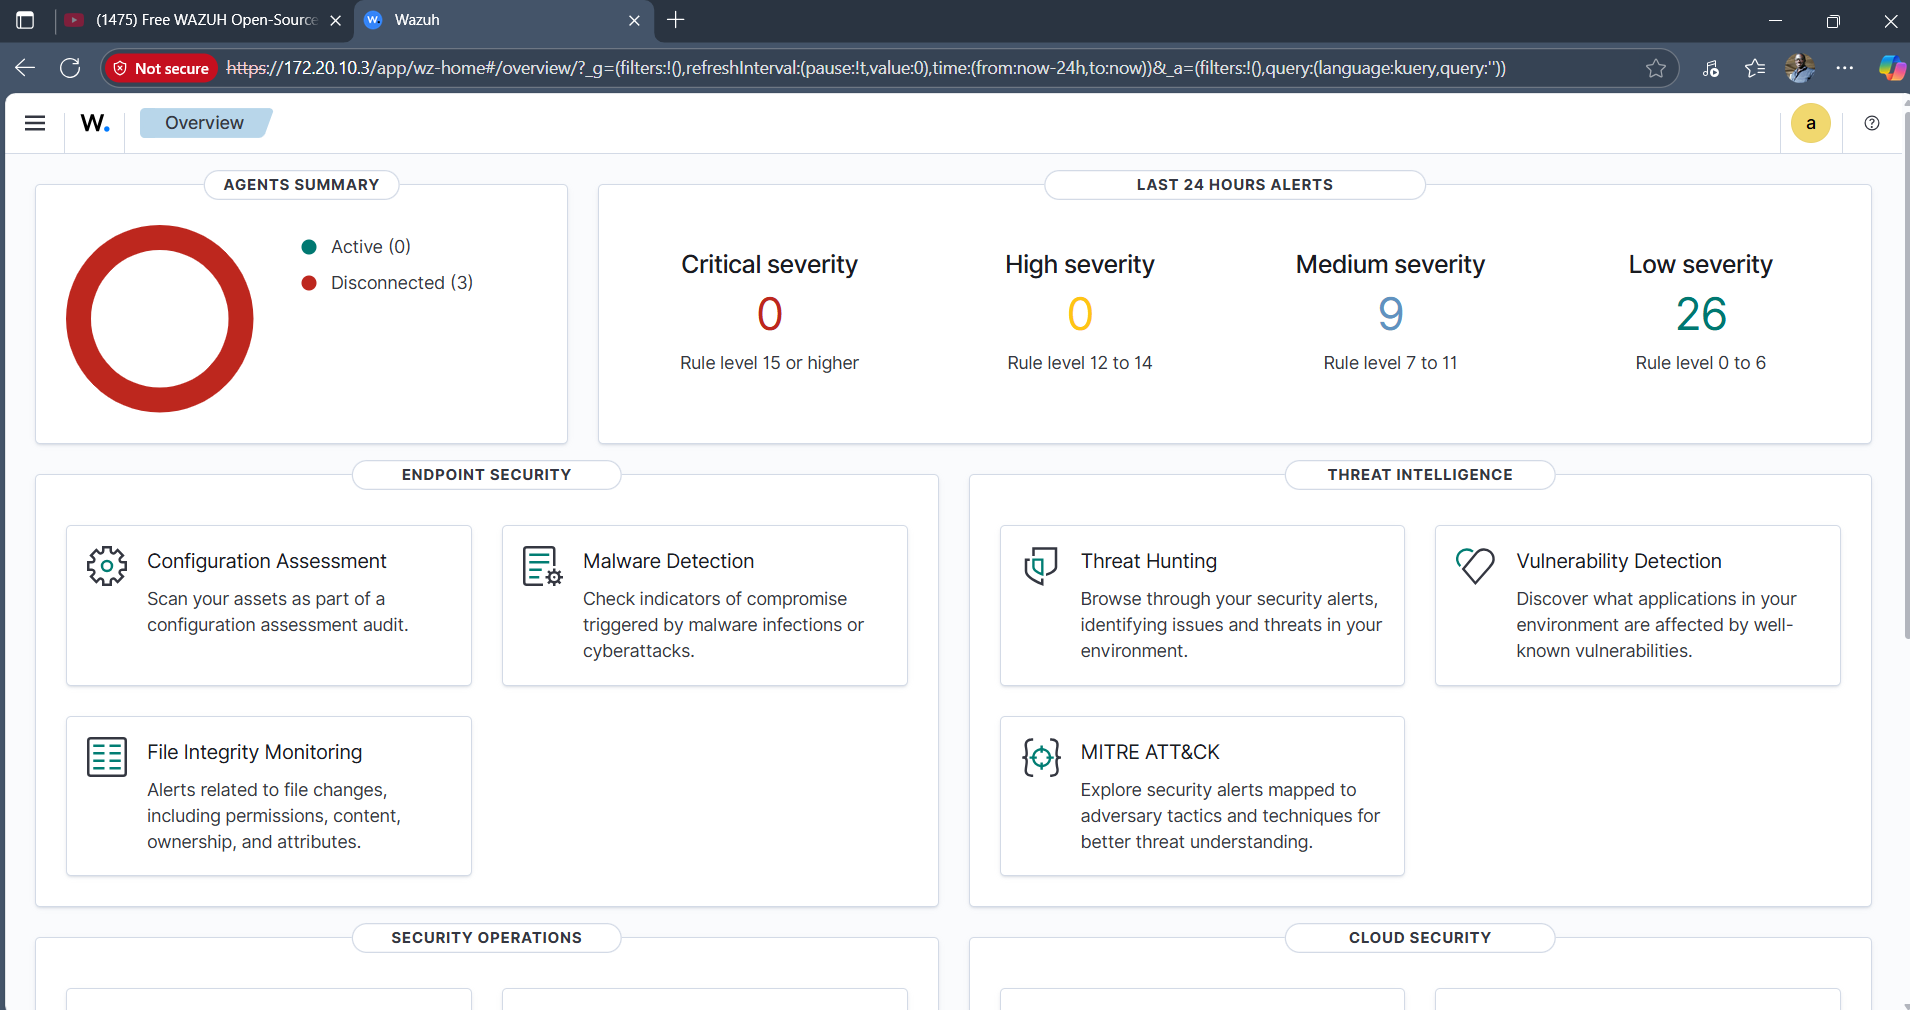 (1475) Free WAZUH Open-Source
Wazuh
Not secure
https://172.20.10.3/app/wz-home#/overview/?_g=(filters:!(),refreshInterval:(pause:!t,value:0),time:(from:now-24h,to:now))&_a=(filters:!(),query:(language:kuery,query:''))
W.
Overview
a
AGENTS SUMMARY
Active (0)
Disconnected (3)
LAST 24 HOURS ALERTS
Critical severity
0
Rule level 15 or higher
High severity
0
Rule level 12 to 14
Medium severity
9
Rule level 7 to 11
Low severity
26
Rule level 0 to 6
ENDPOINT SECURITY
Configuration Assessment
Scan your assets as part of a
configuration assessment audit.
Malware Detection
Check indicators of compromise
triggered by malware infections or
cyberattacks.
File Integrity Monitoring
Alerts related to file changes,
including permissions, content,
ownership, and attributes.
THREAT INTELLIGENCE
Threat Hunting
Browse through your security alerts,
identifying issues and threats in your
environment.
Vulnerability Detection
Discover what applications in your
environment are affected by well-
known vulnerabilities.
MITRE ATT&CK
Explore security alerts mapped to
adversary tactics and techniques for
better threat understanding.
SECURITY OPERATIONS
CLOUD SECURITY